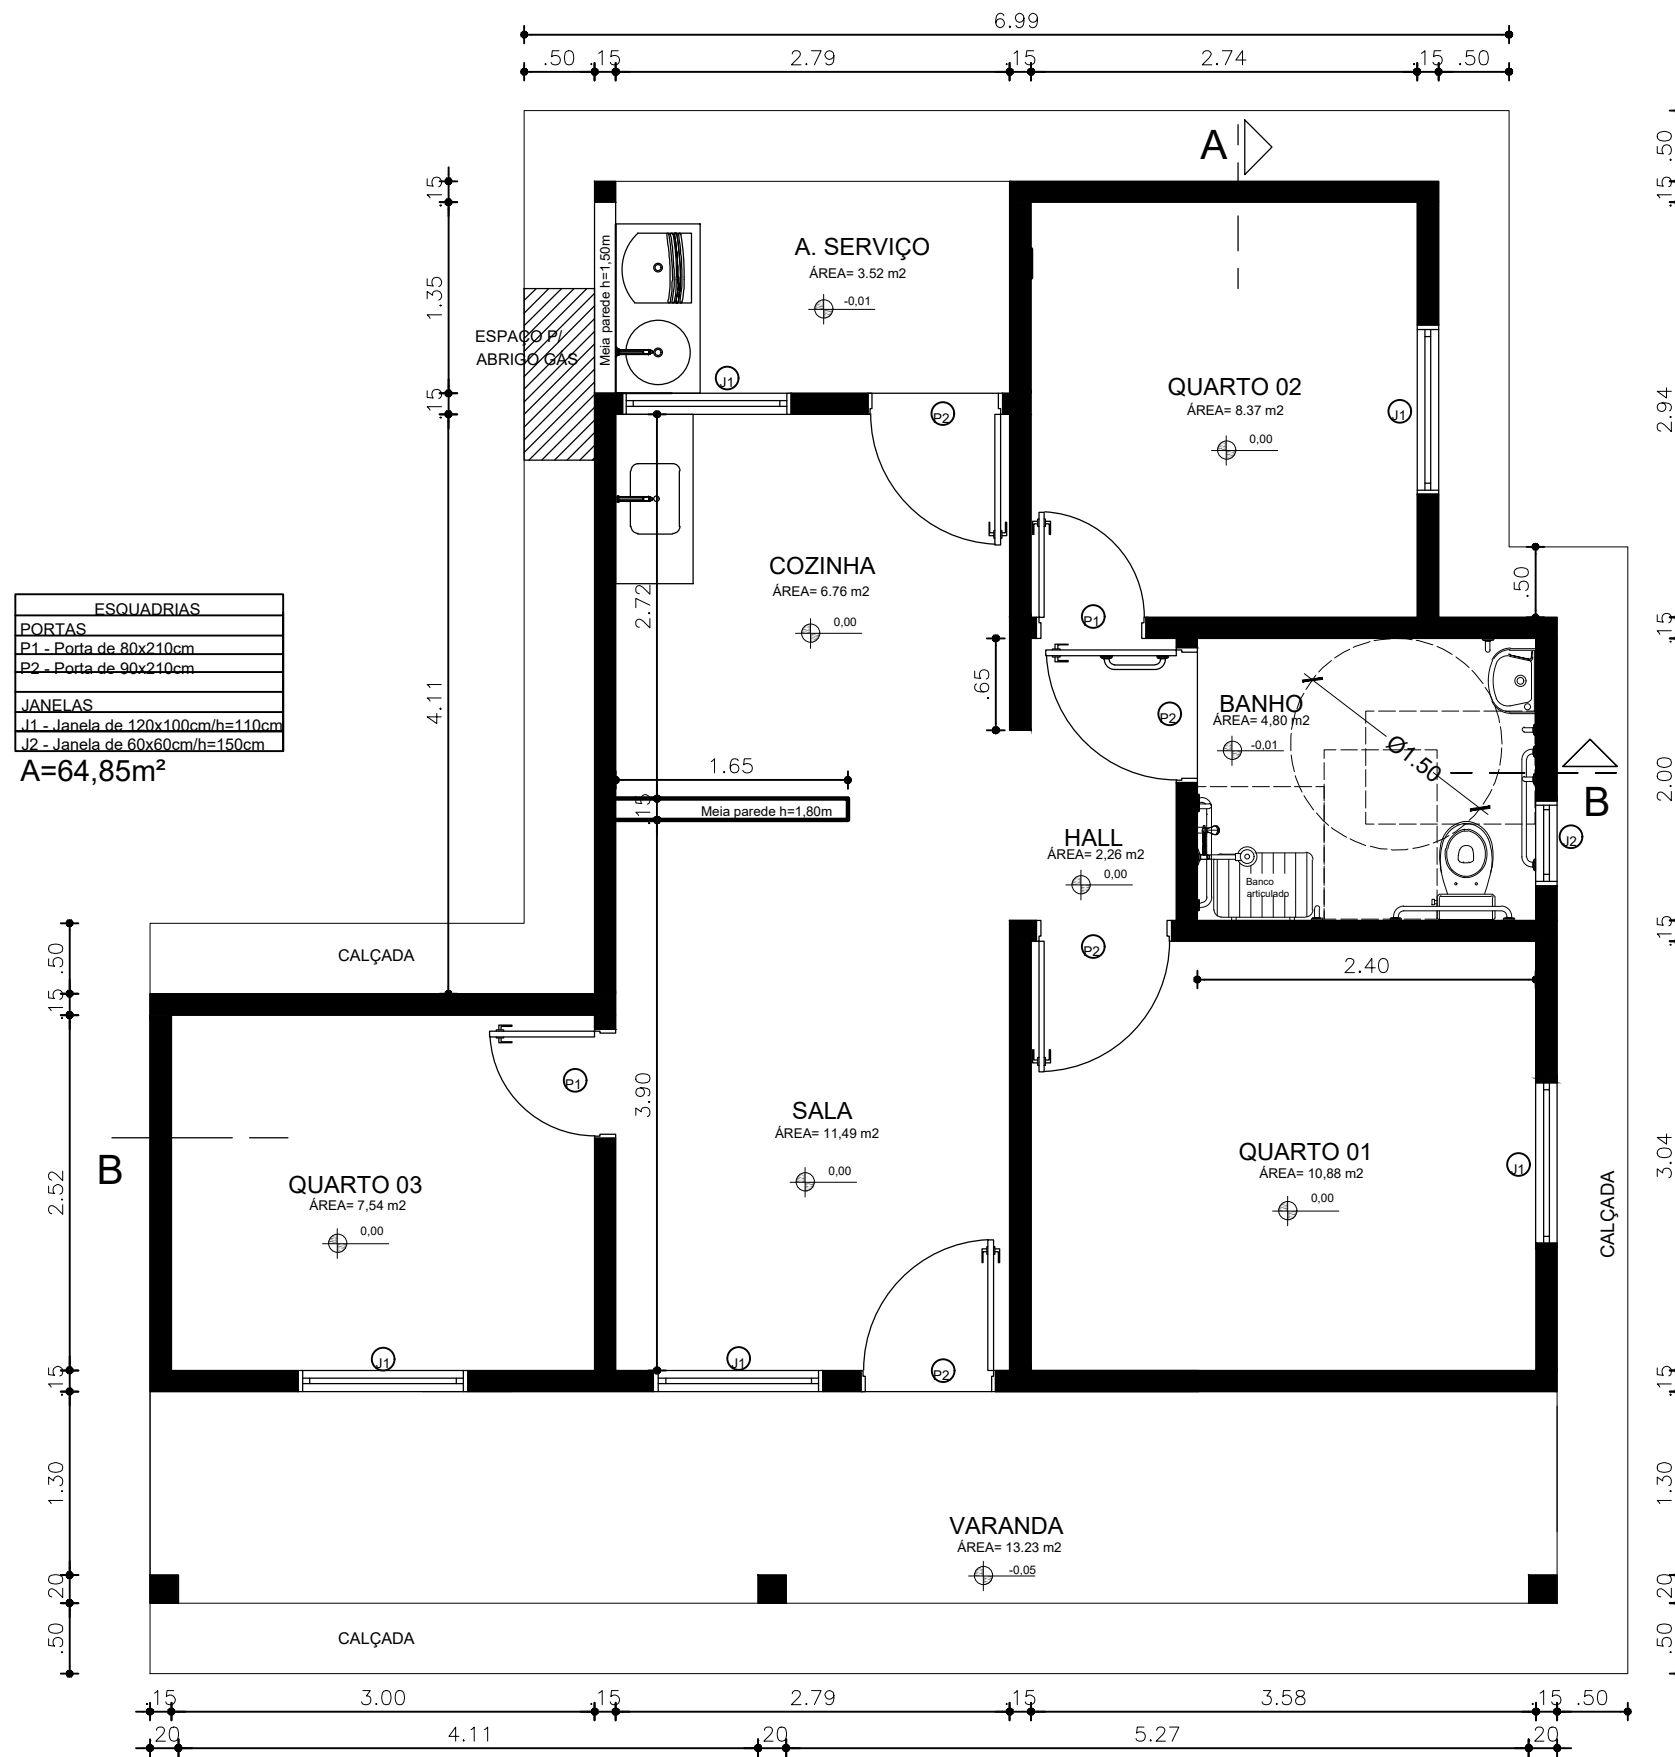 6.99
.50 .15 2.79 .15 2.74 .15 .50
A
.50
.15
.15
A. SERVIÇO
ÁREA= 3.52 m2
-0,01
Meia parede h=1,50m
1.35
ESPAÇO P/
ABRIGO GÁS
.15
J1
P2
QUARTO 02
ÁREA= 8.37 m2
0,00
J1
2.94
COZINHA
ÁREA= 6.76 m2
0,00
2.72
4.11
.50
P1
.15
.15
.65
ESQUADRIAS
PORTAS
P1 - Porta de 80x210cm
P2 - Porta de 90x210cm
JANELAS
J1 - Janela de 120x100cm/h=110cm
J2 - Janela de 60x60cm/h=150cm
A=64,85m²
P2
BANHO
ÁREA= 4,80 m2
-0,01
Ø1.50
2.00
B
J2
1.65
.15
Meia parede h=1,80m
HALL
ÁREA= 2,26 m2
0,00
Banco
articulado
.15
P2
2.40
.50
CALÇADA
.15
P1
3.90
SALA
ÁREA= 11,49 m2
0,00
QUARTO 01
ÁREA= 10,88 m2
0,00
J1
3.04
CALÇADA
B
2.52
QUARTO 03
ÁREA= 7,54 m2
0,00
J1
J1
P2
.15
.15
1.30
1.30
VARANDA
ÁREA= 13.23 m2
-0,05
.20
.20
.50
CALÇADA
.50
.15 3.00 .15 2.79 .15 3.58 .15 .50
.20 4.11 .20 5.27 .20